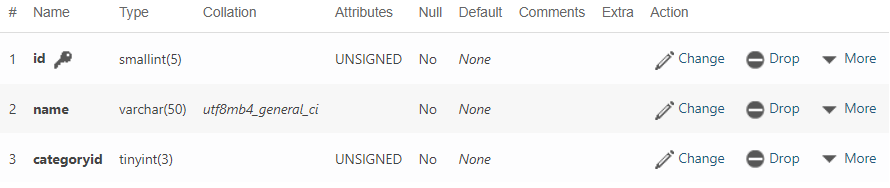 # Name Type Collation Attributes Null Default Comments Extra Action
1 id smallint(5) UNSIGNED No None Change Drop More
2 name varchar(50) utf8mb4_general_ci No None Change Drop More
3 categoryid tinyint(3) UNSIGNED No None Change Drop More